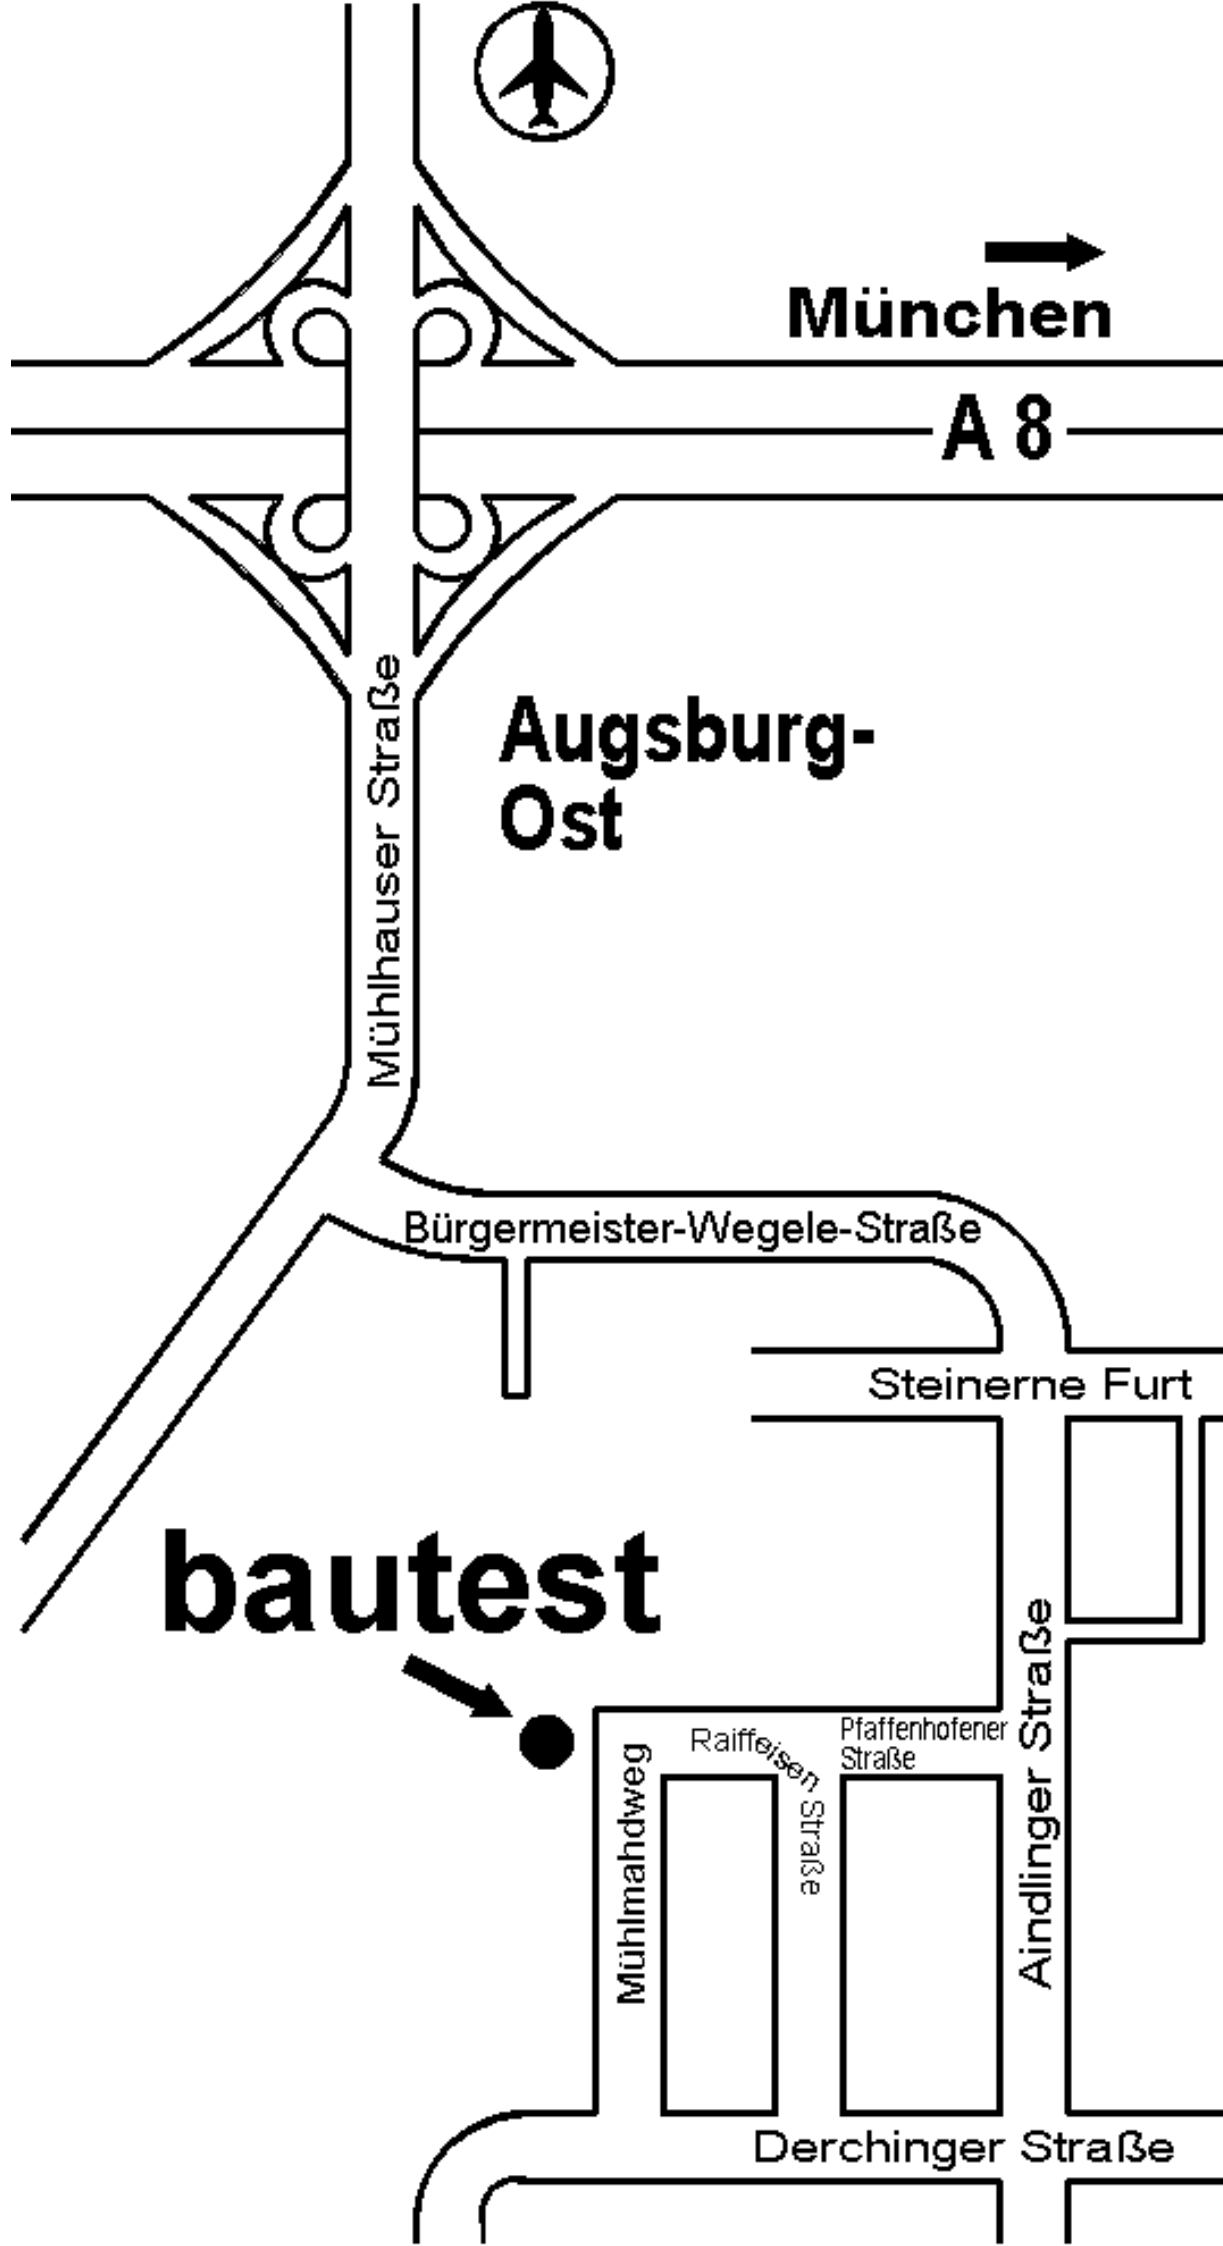 München
A 8
Mühlhauser Straße
Augsburg-
Ost
Bürgermeister-Wegele-Straße
Steinerne Furt
bautest
Aindlinger Straße
Pfaffenhofener
Straße
Raiffeisen Straße
Mühlmahdweg
Derchinger Straße